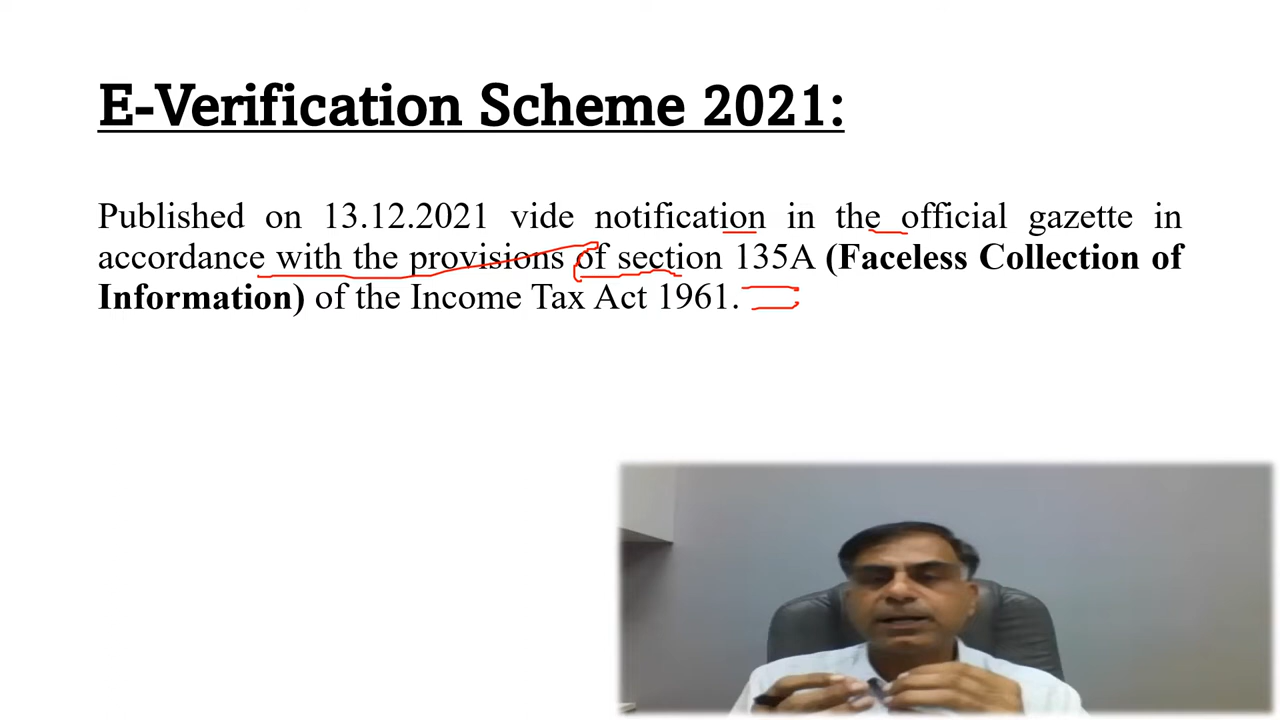 E-Verification Scheme 2021:
Published on 13.12.2021 vide notification in the official gazette in
accordance with the provisions of section 135A (Faceless Collection of
Information) of the Income Tax Act 1961.